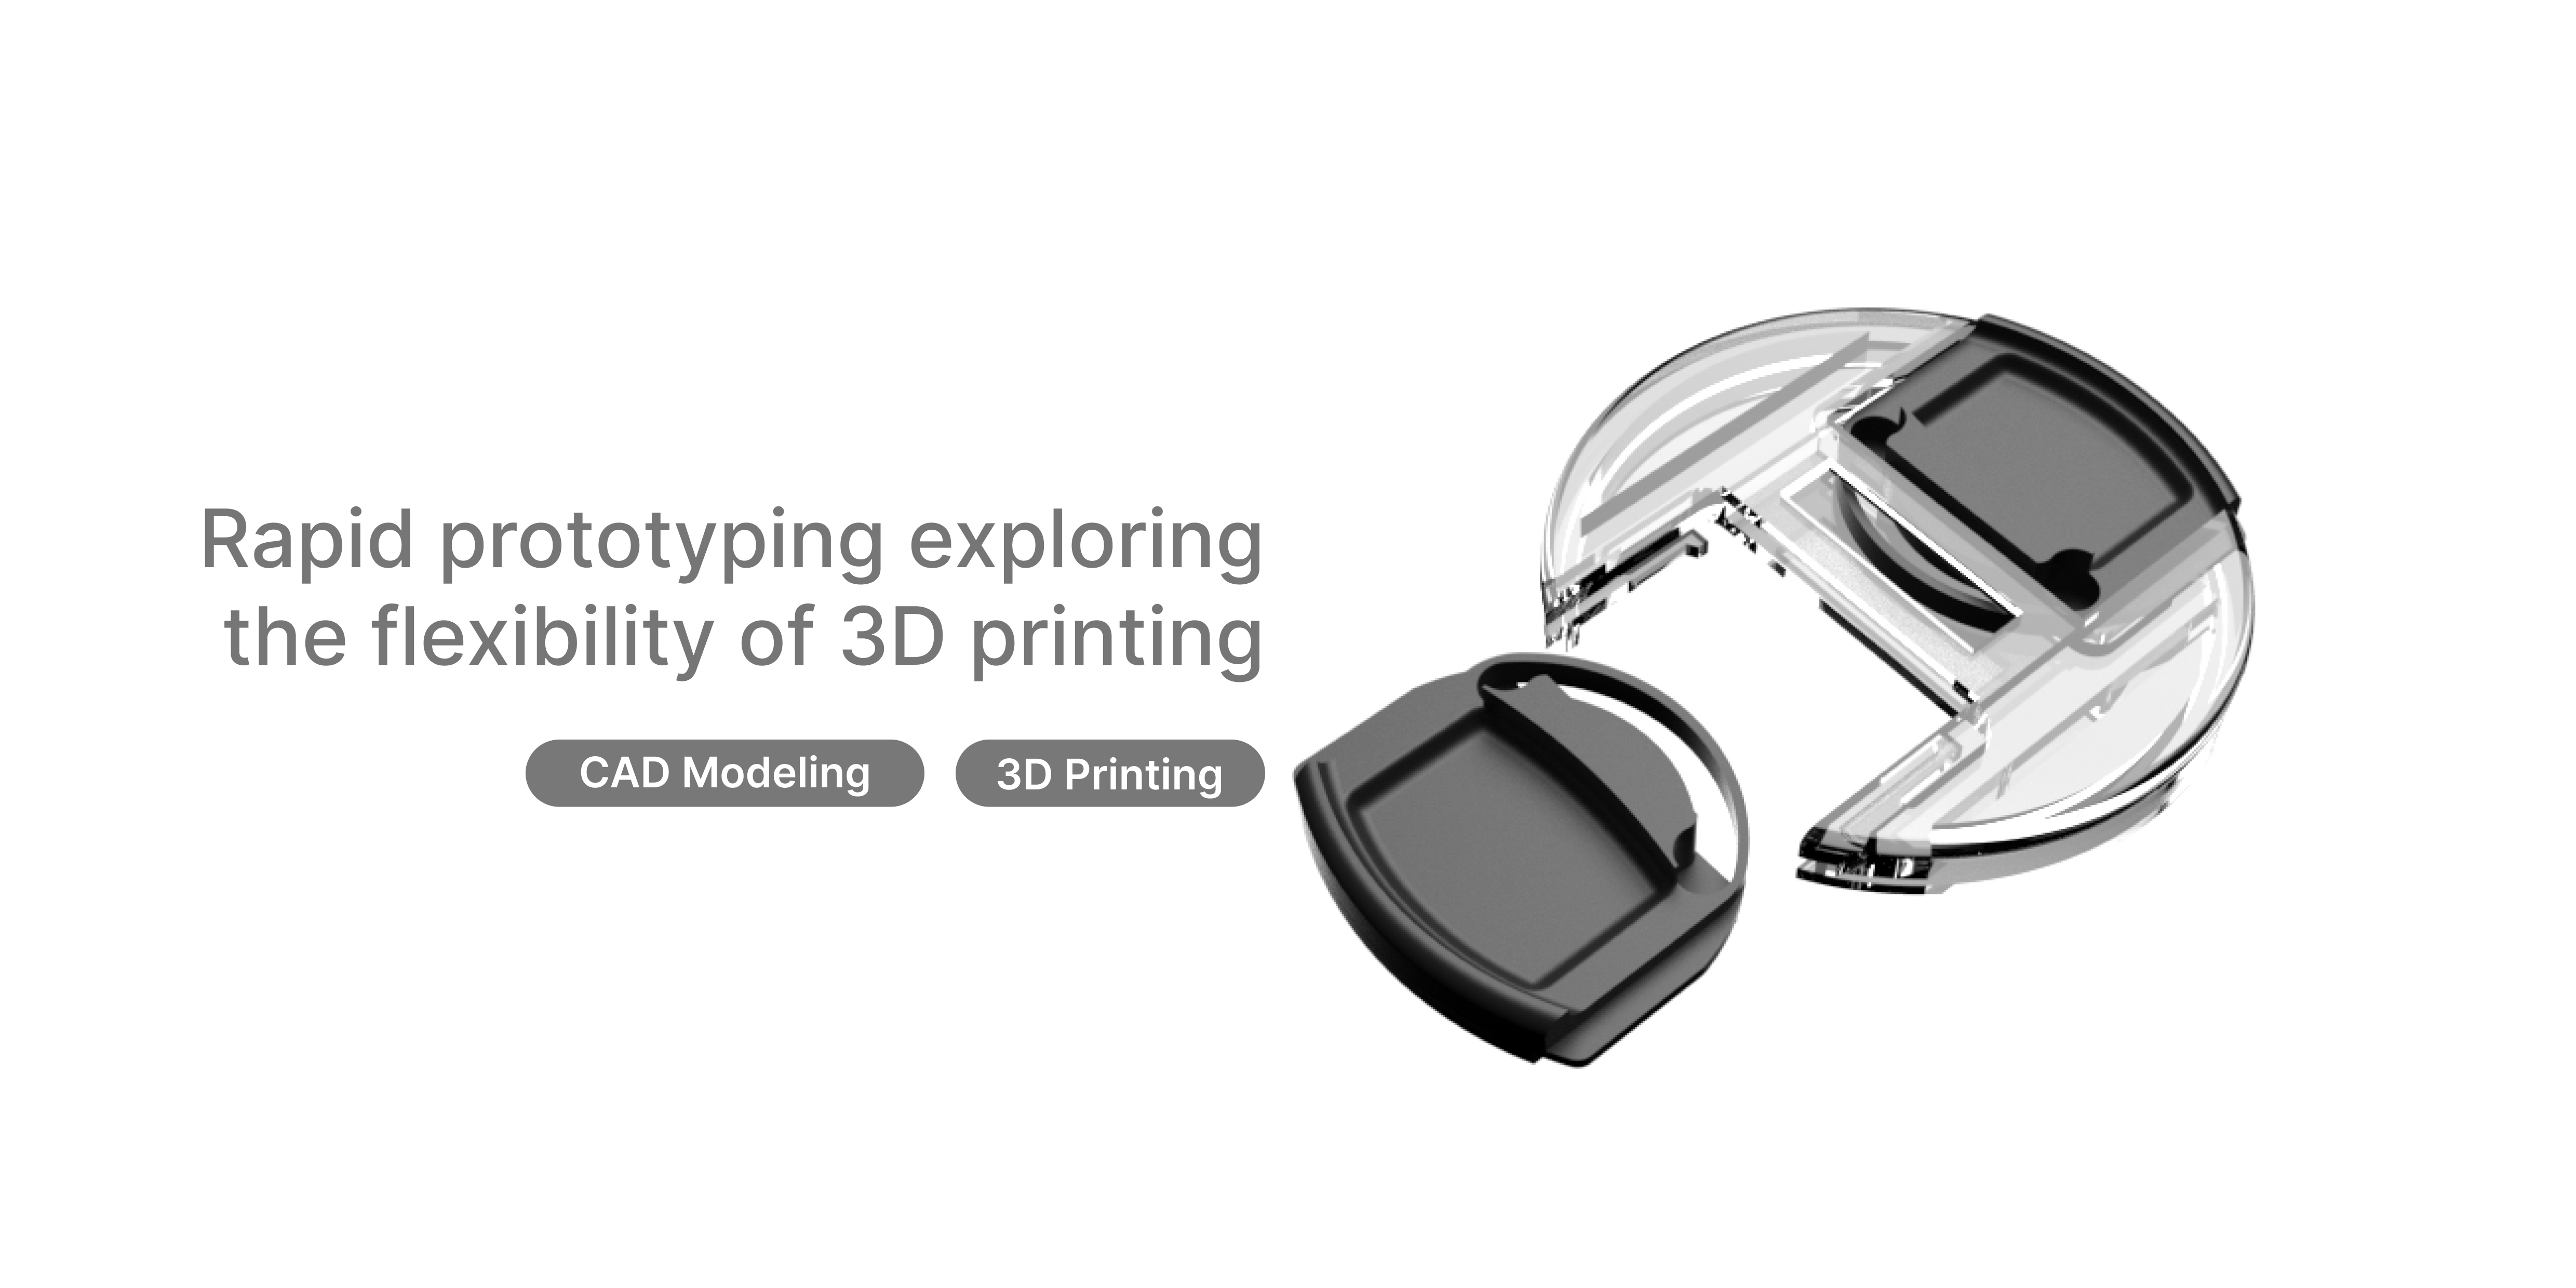 Rapid prototyping exploring
the flexibility of 3D printing
CAD Modeling 3D Printing